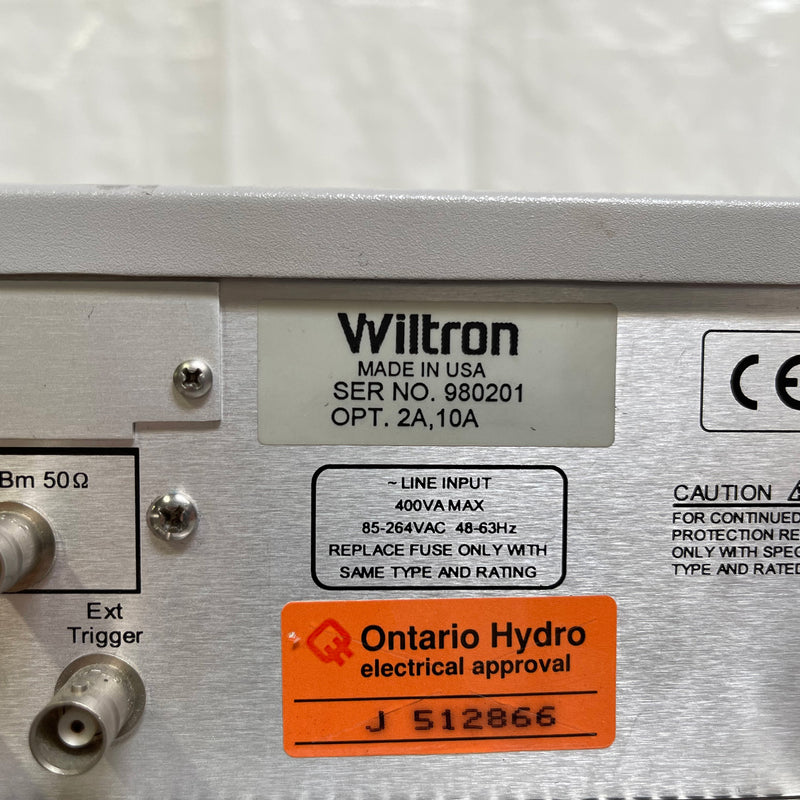 Wiltron
MADE IN USA
SER NO. 980201
OPT. 2A,10A
CE
Bm 50Ω
~ LINE INPUT
400VA MAX
85-264VAC 48-63Hz
REPLACE FUSE ONLY WITH
SAME TYPE AND RATING
CAUTION
FOR CONTINUED
PROTECTION RE
ONLY WITH SPEC
TYPE AND RATED
Ext
Trigger
Ontario Hydro
electrical approval
J 512866